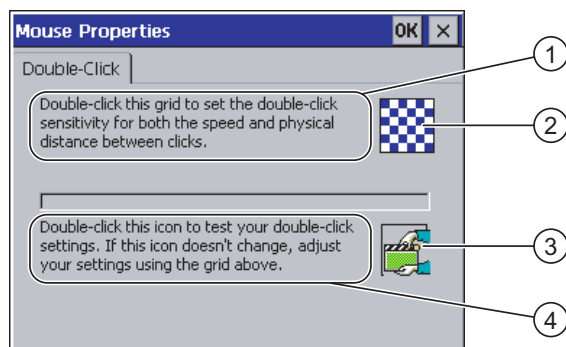 Mouse Properties
OK ×
Double-Click
Double-click this grid to set the double-click
sensitivity for both the speed and physical
distance between clicks.
Double-click this icon to test your double-click
settings. If this icon doesn't change, adjust
your settings using the grid above.
1
2
3
4